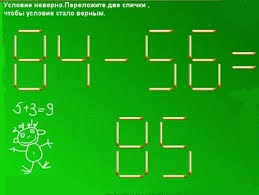 Условие неверно.Переложите две спички ,
чтобы условие стало верным.
84-56=
5+3=9
85